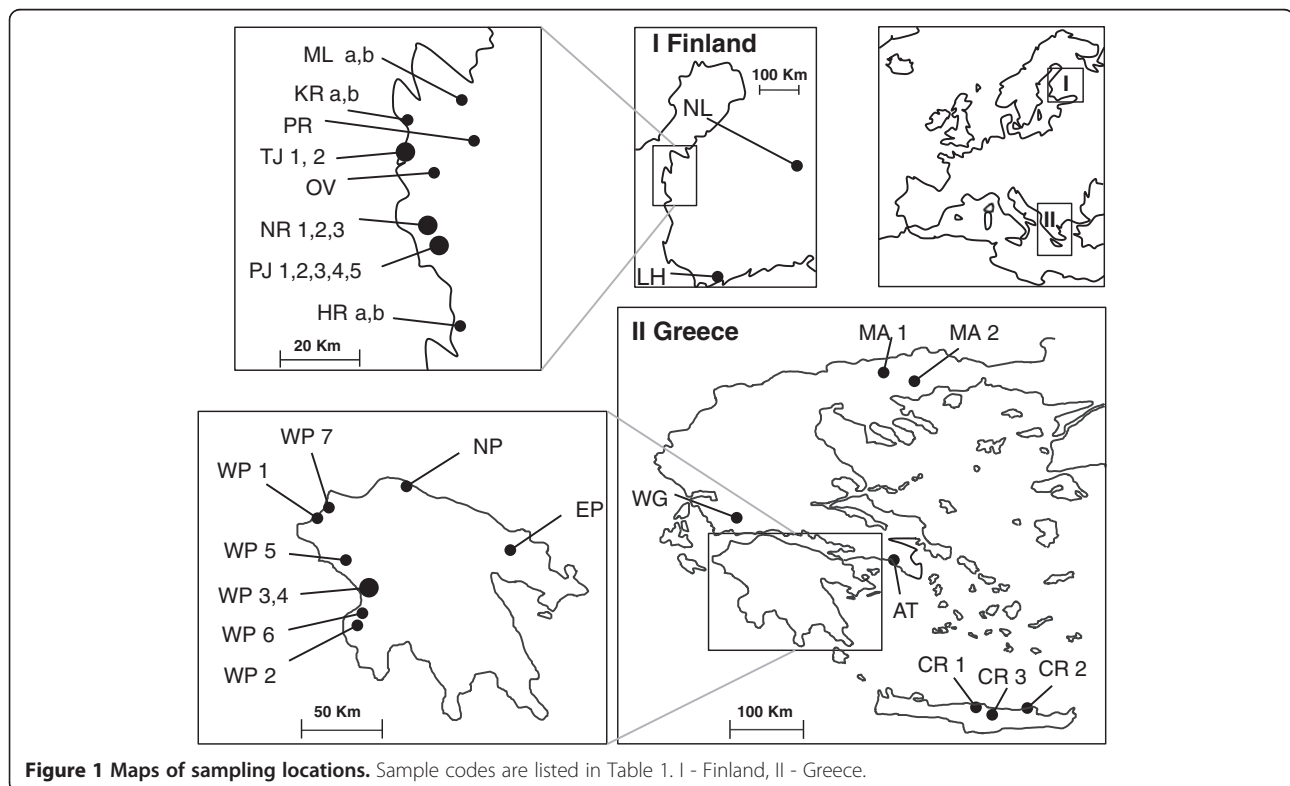 ML a,b
KR a,b
PR
TJ 1, 2
OV
NR 1,2,3
PJ 1,2,3,4,5
HR a,b
20 Km
I Finland
100 Km
NL
LH
I
II
II Greece
MA 1
MA 2
WG
AT
CR 1
CR 3
CR 2
100 Km
WP 7
NP
WP 1
EP
WP 5
WP 3,4
WP 6
WP 2
50 Km
Figure 1 Maps of sampling locations. Sample codes are listed in Table 1. I - Finland, II - Greece.